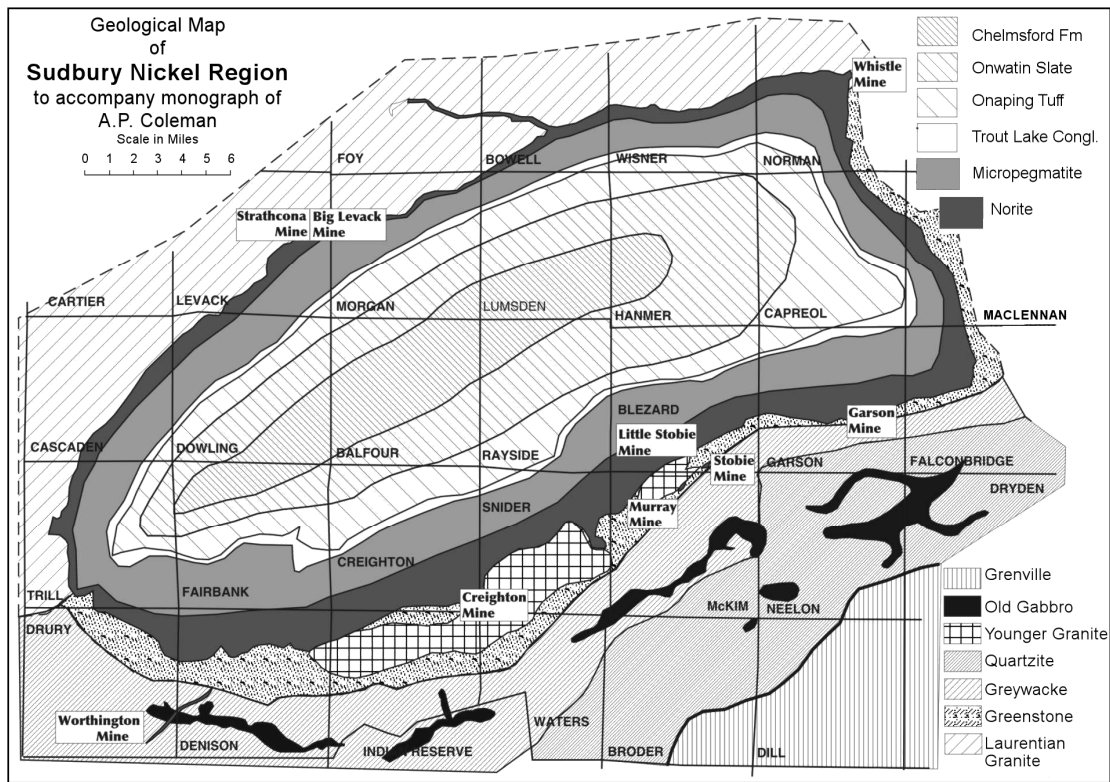 Geological Map
of
Sudbury Nickel Region
to accompany monograph of
A.P. Coleman
Scale in Miles
0 1 2 3 4 5 6
Chelmsford Fm
Onwatin Slate
Onaping Tuff
Trout Lake Congl.
Micropegmatite
Norite
Whistle
Mine
FOY
BOWELL
WISNER
NORMAN
Strathcona
Mine
Big Levack
Mine
CARTIER
LEVACK
MORGAN
LUMSDEN
HANMER
CAPREOL
MACLENNAN
CASCADEN
DOWLING
BALFOUR
RAYSIDE
BLEZARD
Little Stobie
Mine
Garson
Mine
Stobie
Mine
GARSON
FALCONBRIDGE
DRYDEN
SNIDER
Murray
Mine
CREIGHTON
FAIRBANK
TRILL
DRURY
Creighton
Mine
McKIM
NEELON
Worthington
Mine
DENISON
RESERVE
WATERS
BRODER
DILL
Grenville
Old Gabbro
Younger Granite
Quartzite
Greywacke
Greenstone
Laurentian
Granite